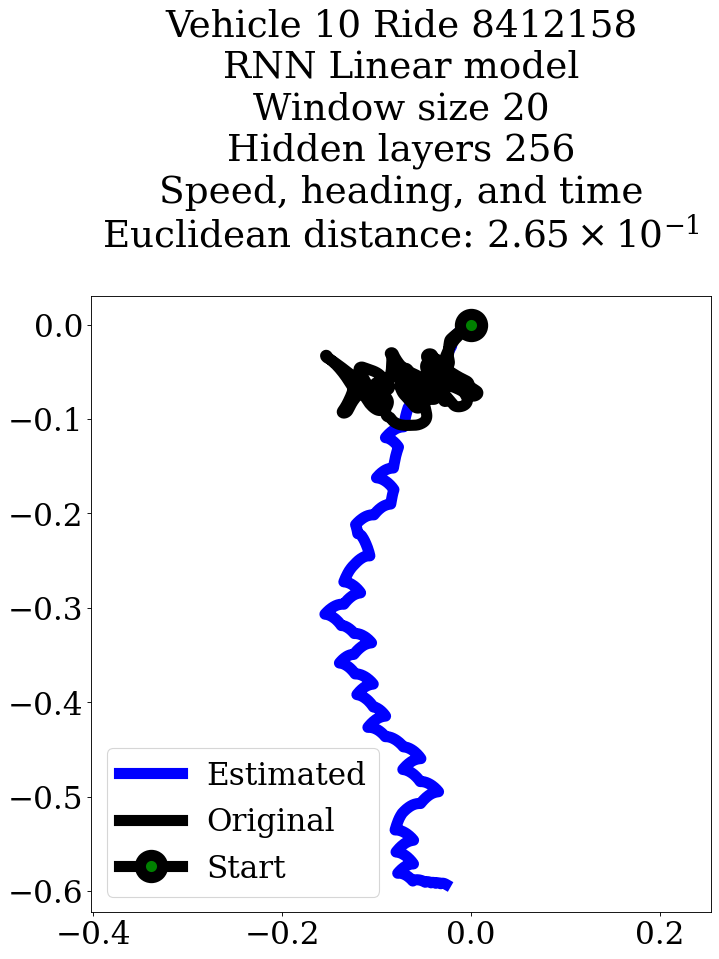 Vehicle 10 Ride 8412158
RNN Linear model
Window size 20
Hidden layers 256
Speed, heading, and time
Euclidean distance: 2.65 × 10⁻¹
0.0
−0.1
−0.2
−0.3
−0.4
−0.5
−0.6
Estimated
Original
Start
−0.4 −0.2 0.0 0.2